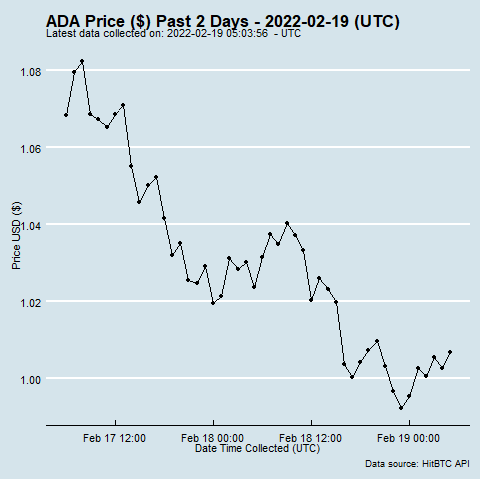 ADA Price ($) Past 2 Days - 2022-02-19 (UTC)
Latest data collected on: 2022-02-19 05:03:56  - UTC
1.08
1.06
1.04
1.02
1.00
Price USD ($)
Feb 17 12:00 Feb 18 00:00 Feb 18 12:00 Feb 19 00:00
Date Time Collected (UTC)
Data source: HitBTC API